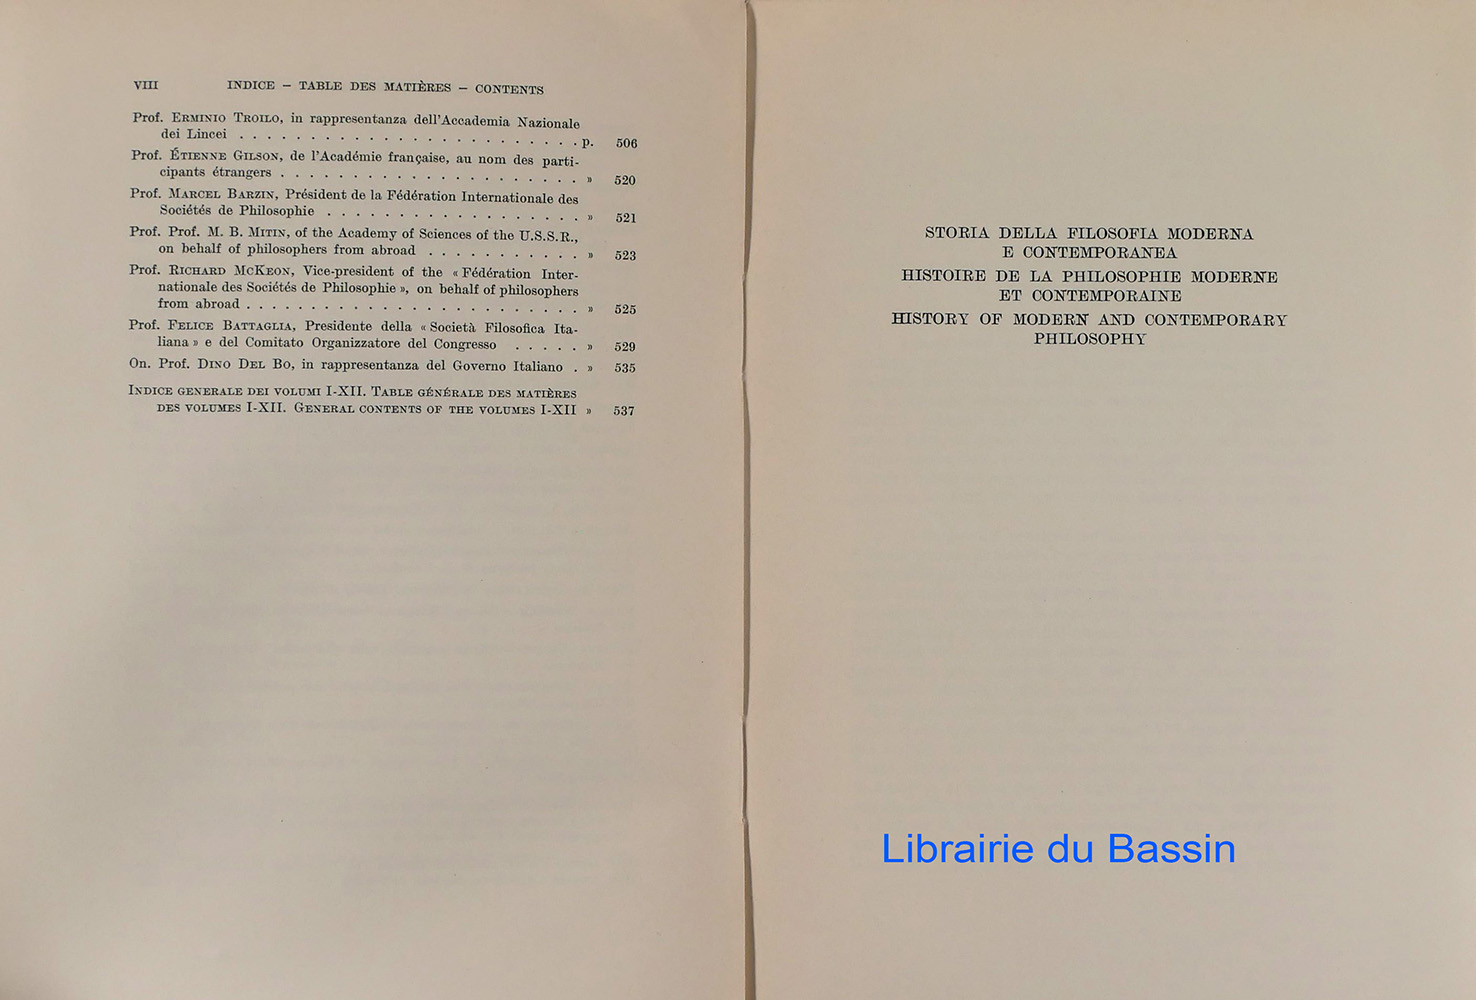 VIII INDICE – TABLE DES MATIÈRES – CONTENTS
Prof. ERMINIO TROILO, in rappresentanza dell'Accademia Nazionale
dei Lincei . . . . . . . . . . . . . . . . . . . . . . . . p. 506
Prof. ÉTIENNE GILSON, de l'Académie française, au nom des parti-
cipants étrangers . . . . . . . . . . . . . . . . . . . . . » 520
Prof. MARCEL BARZIN, Président de la Fédération Internationale des
Sociétés de Philosophie . . . . . . . . . . . . . . . . . . » 521
Prof. Prof. M. B. MITIN, of the Academy of Sciences of the U.S.S.R.,
on behalf of philosophers from abroad . . . . . . . . . . . » 523
Prof. RICHARD MCKEON, Vice-president of the « Fédération Inter-
nationale des Sociétés de Philosophie », on behalf of philosophers
from abroad . . . . . . . . . . . . . . . . . . . . . . . . » 525
Prof. FELICE BATTAGLIA, Presidente della « Società Filosofica Ita-
liana » e del Comitato Organizzatore del Congresso . . . . . » 529
On. Prof. DINO DEL BO, in rappresentanza del Governo Italiano . » 535
INDICE GENERALE DEI VOLUMI I-XII. TABLE GÉNÉRALE DES MATIÈRES
DES VOLUMES I-XII. GENERAL CONTENTS OF THE VOLUMES I-XII » 537
STORIA DELLA FILOSOFIA MODERNA
E CONTEMPORANEA
HISTOIRE DE LA PHILOSOPHIE MODERNE
ET CONTEMPORAINE
HISTORY OF MODERN AND CONTEMPORARY
PHILOSOPHY
Librairie du Bassin